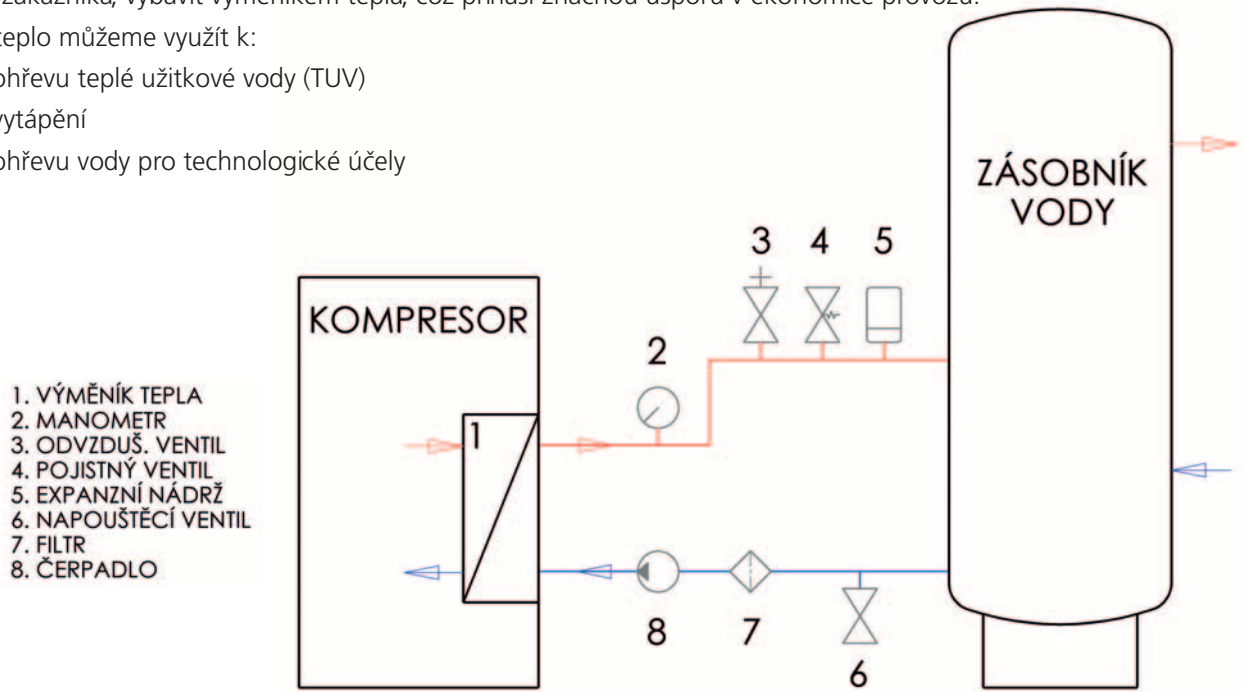 zákazníka, vybavit výměníkem tepla, což přináší značnou úsporu v ekonomice provozu.
teplo můžeme využít k:
ohřevu teplé užitkové vody (TUV)
vytápění
ohřevu vody pro technologické účely
ZÁSOBNÍK
VODY
3 4 5
KOMPRESOR
2
1
1. VÝMĚNÍK TEPLA
2. MANOMETR
3. ODVZDUŠ. VENTIL
4. POJISTNÝ VENTIL
5. EXPANZNÍ NÁDRŽ
6. NAPOUŠTĚCÍ VENTIL
7. FILTR
8. ČERPADLO
8 7 6